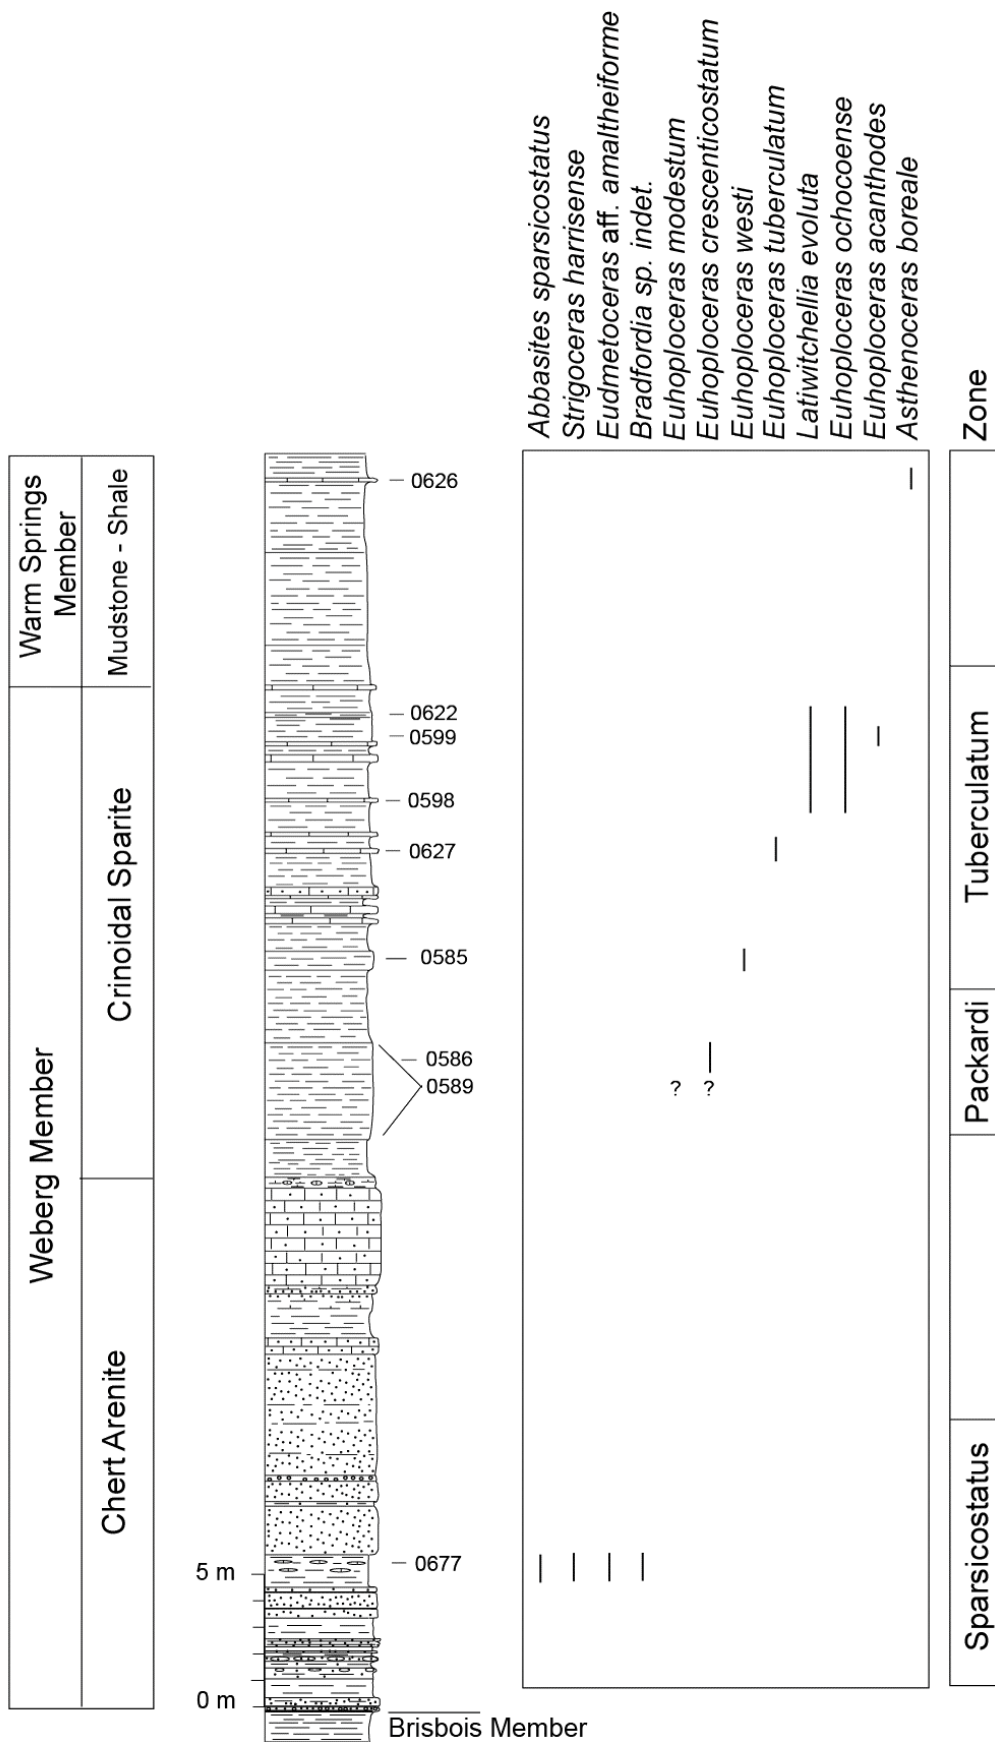 Abbasites sparsicostatus
Strigoceras harrisense
Eudmetoceras aff. amaltheiforme
Bradfordia sp. indet.
Euhoploceras modestum
Euhoploceras crescenticostatum
Euhoploceras westi
Euhoploceras tuberculatum
Latiwitchellia evoluta
Euhoploceras ochocoense
Euhoploceras acanthodes
Asthenoceras boreale
Zone
Warm Springs
Member
Mudstone - Shale
Weberg Member
Crinoidal Sparite
Chert Arenite
0626
0622
0599
0598
0627
0585
0586
0589
0677
5 m
0 m
Brisbois Member
? ?
Tuberculatum
Packardi
Sparsicostatus